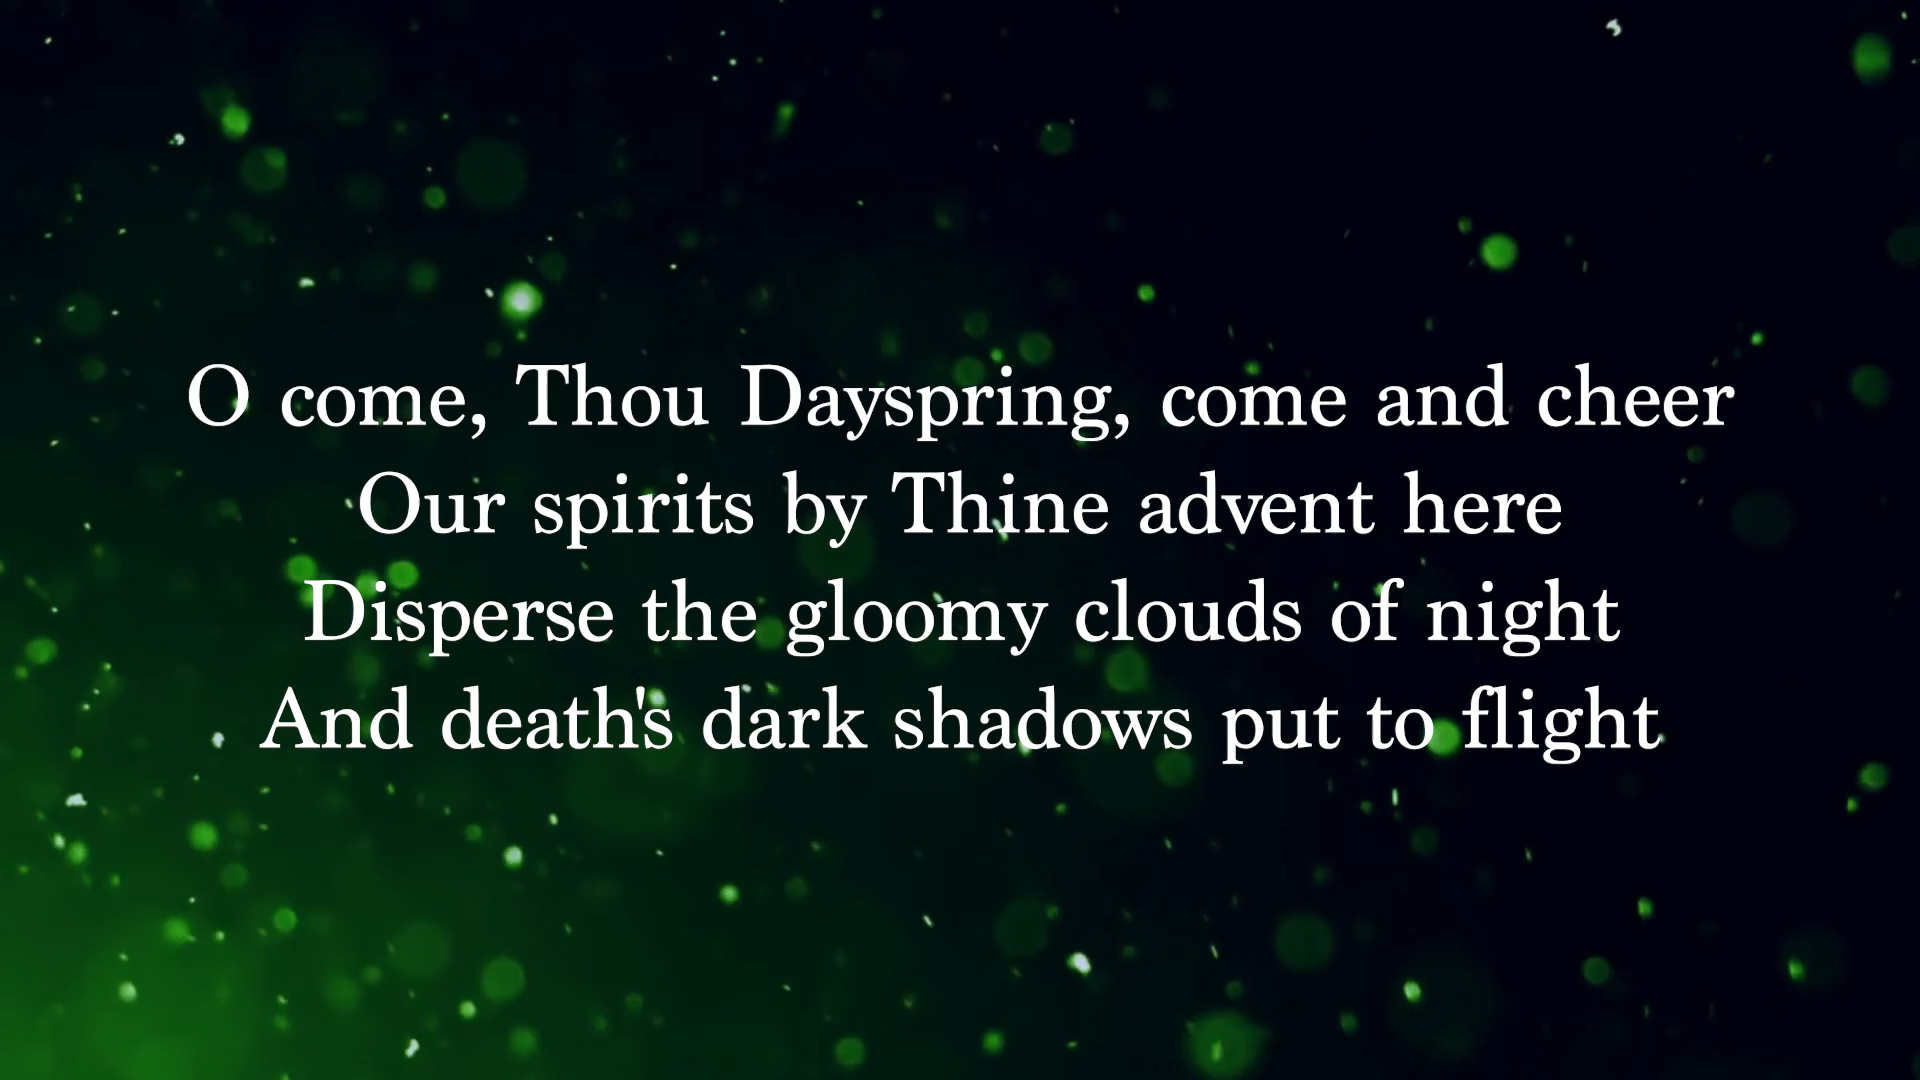 O come, Thou Dayspring, come and cheer
Our spirits by Thine advent here
Disperse the gloomy clouds of night
And death's dark shadows put to flight